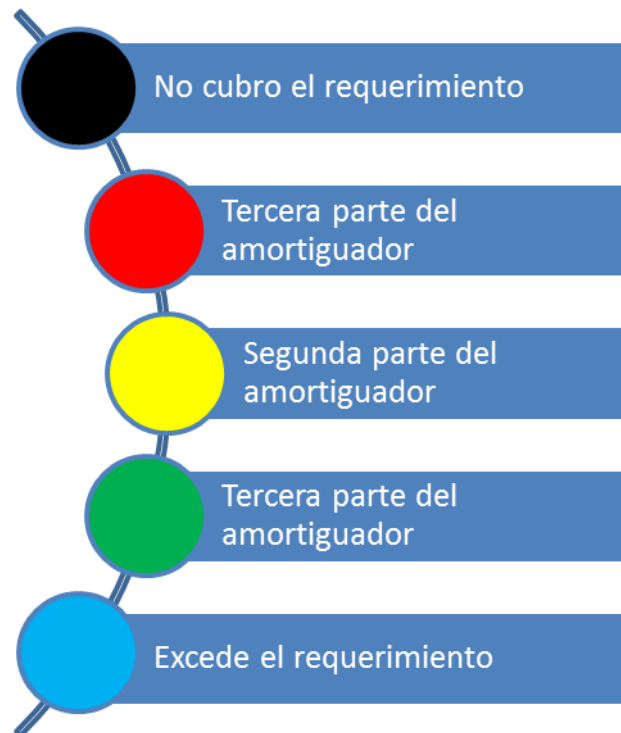 No cubro el requerimiento
Tercera parte del
amortiguador
Segunda parte del
amortiguador
Tercera parte del
amortiguador
Excede el requerimiento